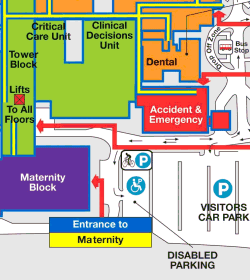 Critical
Care Unit
Clinical
Decisions
Unit
Tower
Block
Dental
Drop Off Zone
Bus
Stop
Lifts
To All
Floors
Accident &
Emergency
P
Maternity
Block
P
VISITORS
CAR PARK
Entrance to
Maternity
DISABLED
PARKING